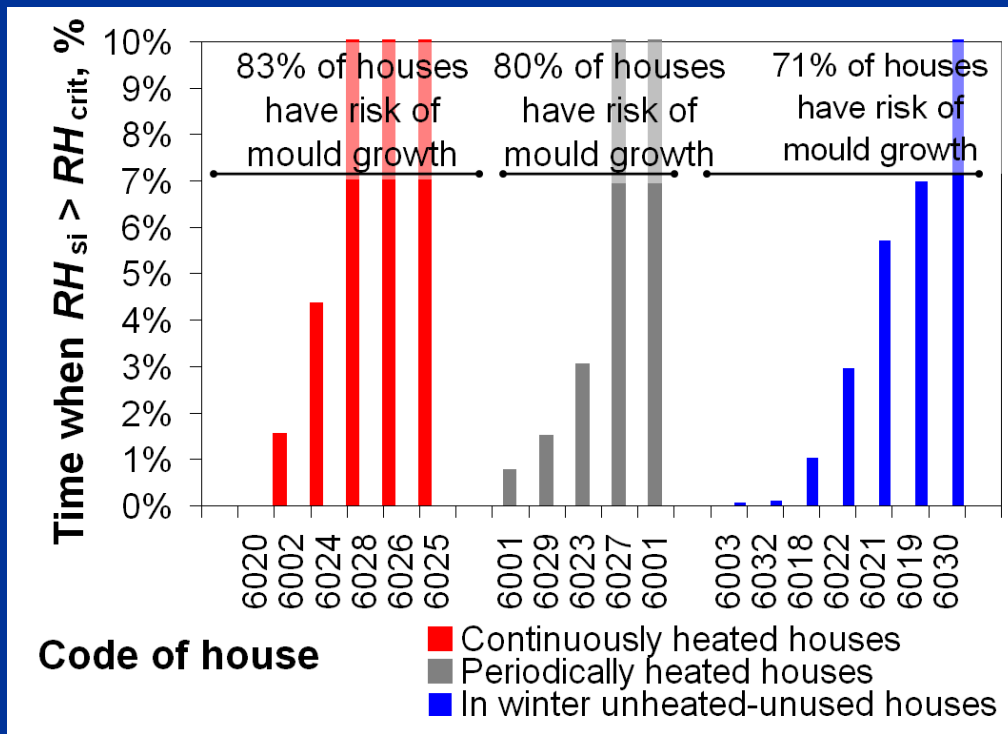 Time when RHsi > RHcrit, %
10%
9%
8%
7%
6%
5%
4%
3%
2%
1%
0%
83% of houses
have risk of
mould growth
80% of houses
have risk of
mould growth
71% of houses
have risk of
mould growth
6020
6002
6024
6028
6026
6025
6001
6029
6023
6027
6001
6003
6032
6018
6022
6021
6019
6030
Code of house
Continuously heated houses
Periodically heated houses
In winter unheated-unused houses